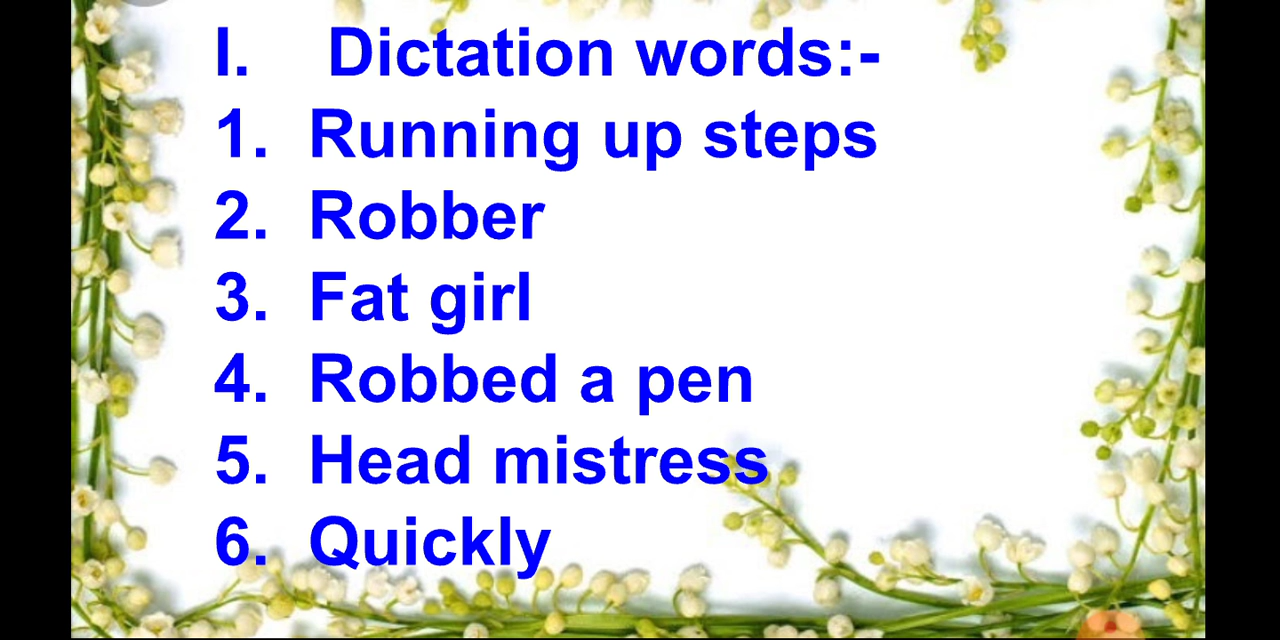 I. Dictation words:-
1. Running up steps
2. Robber
3. Fat girl
4. Robbed a pen
5. Head mistress
6. Quickly